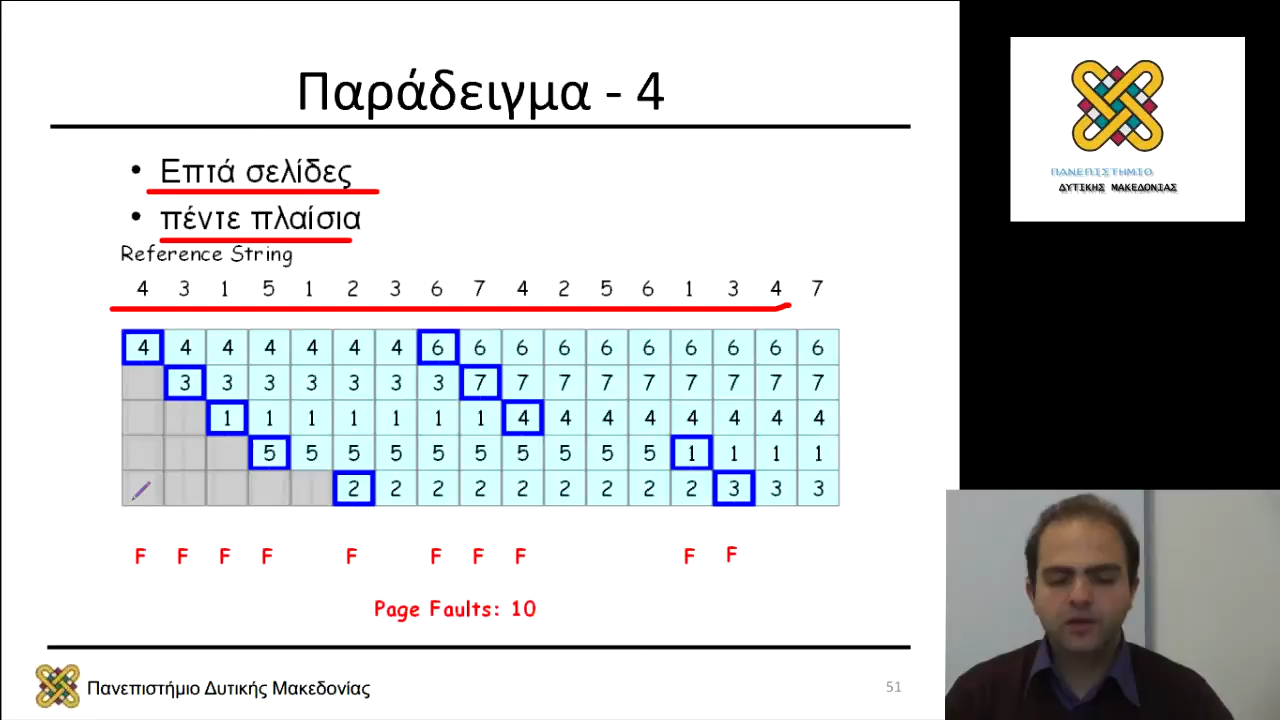 Παράδειγμα - 4
• Επτά σελίδες
• πέντε πλαίσια
Reference String
4 3 1 5 1 2 3 6 7 4 2 5 6 1 3 4 7
4 4 4 4 4 4 4 6 6 6 6 6 6 6 6 6 6
3 3 3 3 3 3 3 7 7 7 7 7 7 7 7 7
1 1 1 1 1 1 1 4 4 4 4 4 4 4 4
5 5 5 5 5 5 5 5 5 5 1 1 1 1
2 2 2 2 2 2 2 2 2 3 3 3
F F F F F F F F F F
Page Faults: 10
Πανεπιστήμιο Δυτικής Μακεδονίας
51
ΠΑΝΕΠΙΣΤΗΜΙΟ
ΔΥΤΙΚΗΣ ΜΑΚΕΔΟΝΙΑΣ